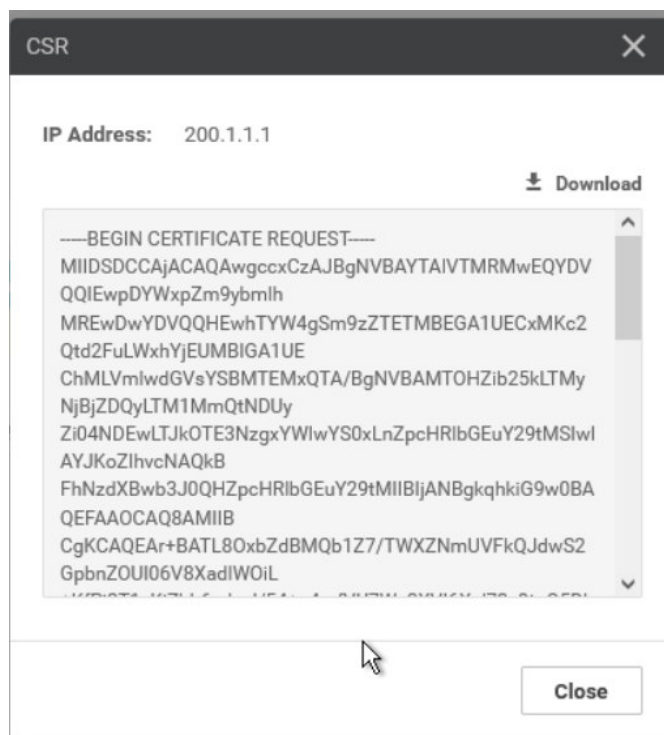 CSR
IP Address: 200.1.1.1
Download
-----BEGIN CERTIFICATE REQUEST-----
MIIDSDCCAjACAQAwgccxCzAJBgNVBAYTAlVTMRMwEQYDV
QQIEwpDYWxpZm9ybmlh
MREwDwYDVQQHEwhTYW4gSm9zZTETMBEGA1UECxMKc2
Qtd2FuLWxhYjEUMBIGA1UE
ChMLVmlwdGVsYSBMTEMxQTA/BgNVBAMTOHZib25kLTMy
NjBjZDQyLTM1MmQtNDUy
Zi04NDEwLTJkOTE3NzgxYWIwYS0xLnZpcHRlbGEuY29tMSIwI
AYJKoZIhvcNAQkB
FhNzdXBwb3J0QHZpcHRlbGEuY29tMIIBIjANBgkqhkiG9w0BA
QEFAAOCAQ8AMIIB
CgKCAQEAr+BATL8OxbZdBMQb1Z7/TWXZNmUVFkQJdwS2
GpbnZOUI06V8XadIWOiL
Close